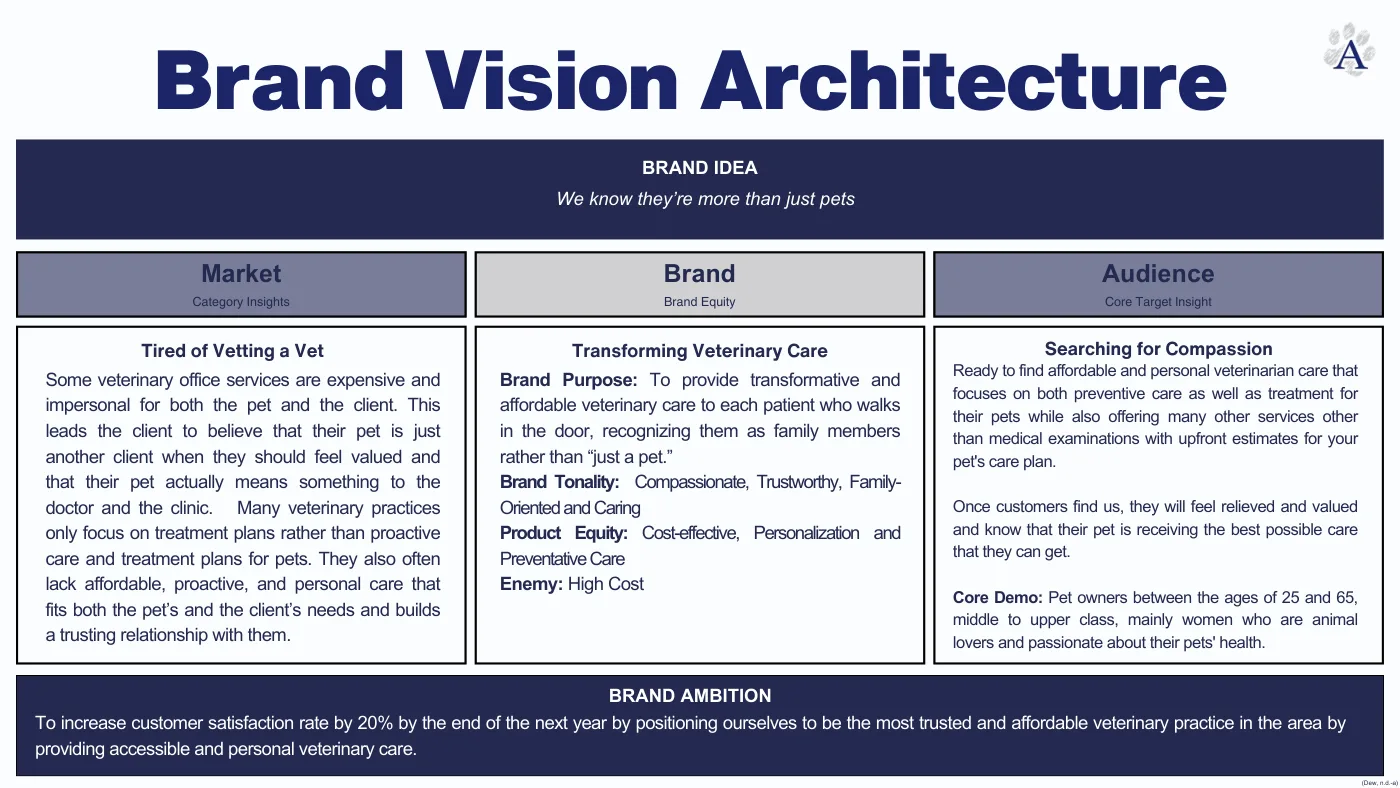 Brand Vision Architecture
A
BRAND IDEA
We know they’re more than just pets
Market
Category Insights
Brand
Brand Equity
Audience
Core Target Insight
Tired of Vetting a Vet
Some veterinary office services are expensive and
impersonal for both the pet and the client. This
leads the client to believe that their pet is just
another client when they should feel valued and
that their pet actually means something to the
doctor and the clinic. Many veterinary practices
only focus on treatment plans rather than proactive
care and treatment plans for pets. They also often
lack affordable, proactive, and personal care that
fits both the pet’s and the client’s needs and builds
a trusting relationship with them.
Transforming Veterinary Care
Brand Purpose: To provide transformative and
affordable veterinary care to each patient who walks
in the door, recognizing them as family members
rather than “just a pet.”
Brand Tonality: Compassionate, Trustworthy, Family-
Oriented and Caring
Product Equity: Cost-effective, Personalization and
Preventative Care
Enemy: High Cost
Searching for Compassion
Ready to find affordable and personal veterinarian care that
focuses on both preventive care as well as treatment for
their pets while also offering many other services other
than medical examinations with upfront estimates for your
pet's care plan.
Once customers find us, they will feel relieved and valued
and know that their pet is receiving the best possible care
that they can get.
Core Demo: Pet owners between the ages of 25 and 65,
middle to upper class, mainly women who are animal
lovers and passionate about their pets' health.
BRAND AMBITION
To increase customer satisfaction rate by 20% by the end of the next year by positioning ourselves to be the most trusted and affordable veterinary practice in the area by
providing accessible and personal veterinary care.
(Dew, n.d.-a)